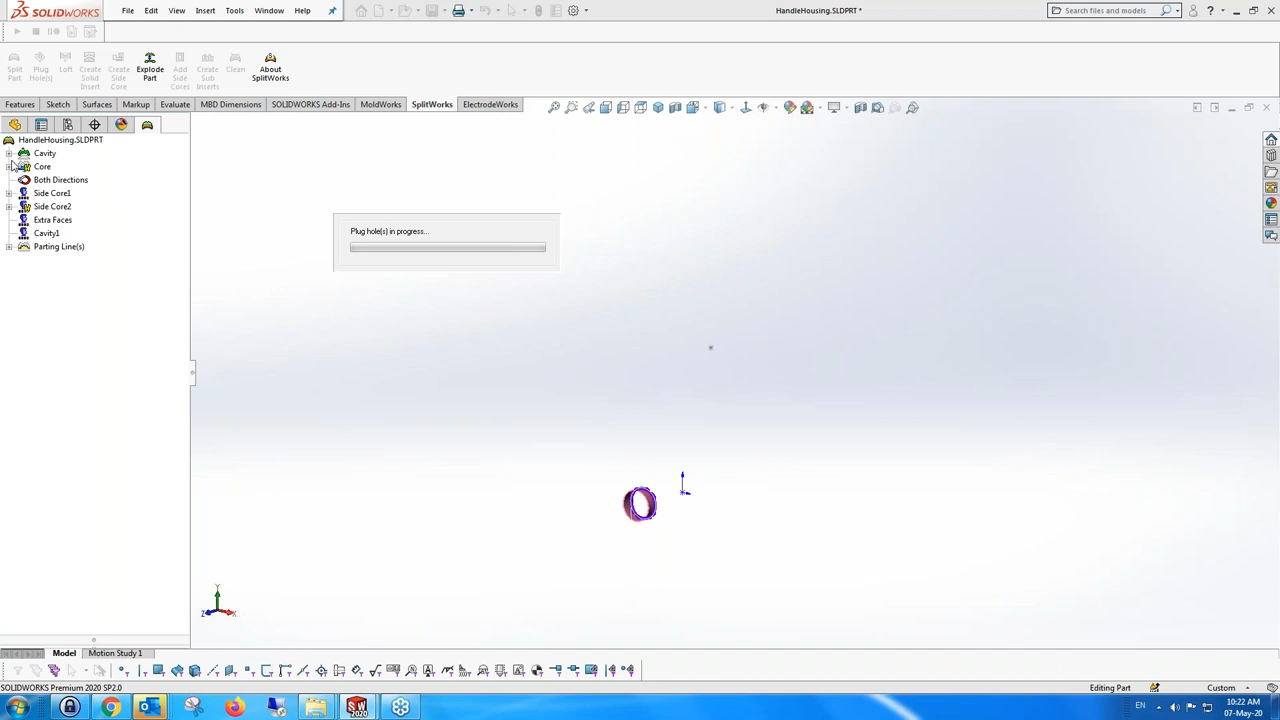 SOLIDWORKS File Edit View Insert Tools Window Help HandleHousing.SLDPRT * Search files and models
Split Part Plug Hole(s) Loft Create Solid Insert Create Side Core Explode Part Add Side Cores Create Sub Inserts Clean About SplitWorks
Features Sketch Surfaces Markup Evaluate MBD Dimensions SOLIDWORKS Add-Ins MoldWorks SplitWorks ElectrodeWorks
HandleHousing.SLDPRT
Cavity
Core
Both Directions
Side Core1
Side Core2
Extra Faces
Cavity1
Parting Line(s)
Plug hole(s) in progress...
Y
Z X
Model Motion Study 1
SOLIDWORKS Premium 2020 SP2.0 Editing Part Custom
EN 10:22 AM
07-May-20